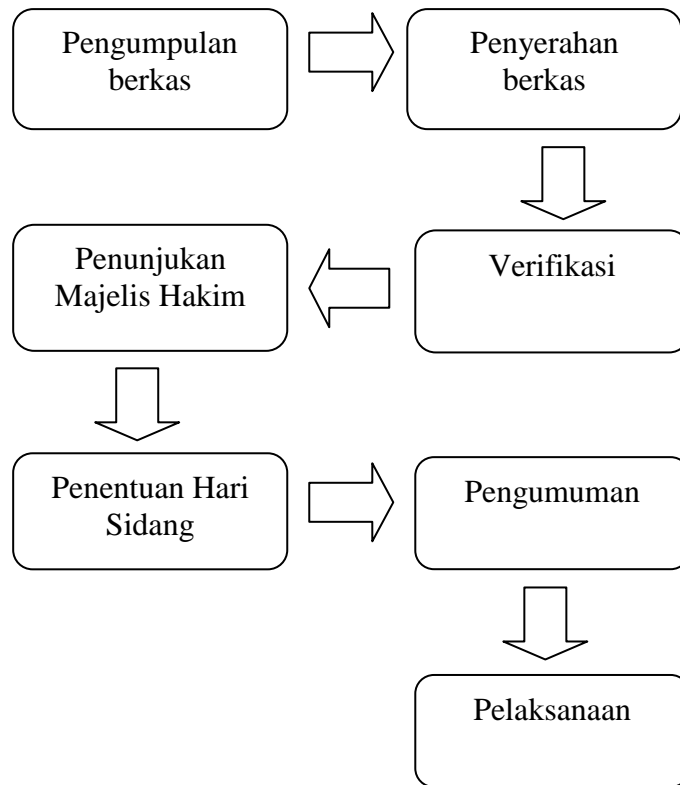 Pengumpulan
berkas
Penyerahan
berkas
Verifikasi
Penunjukan
Majelis Hakim
Penentuan Hari
Sidang
Pengumuman
Pelaksanaan